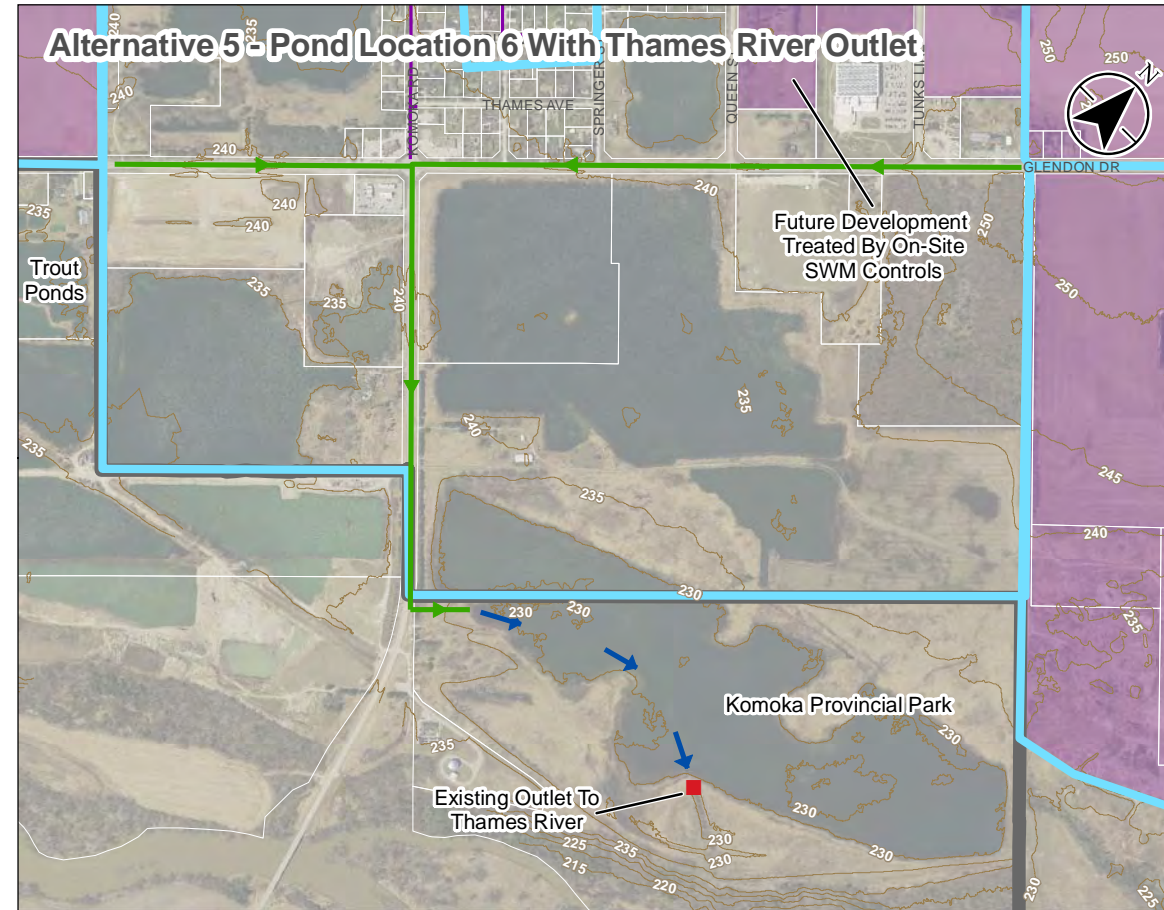 Alternative 5 - Pond Location 6 With Thames River Outlet
240
240
KOMOKA RD
THAMES AVE
QUEEN S
TUNKS L
250
250
245
N
240
240
GLENDON DR
235
240
240
250
Future Development
Treated By On-Site
SWM Controls
Trout
Ponds
235
235
240
250
235
240
235
235
245
240
230
230
230
235
Komoka Provincial Park
230
235
Existing Outlet To
Thames River
230
230
235
230
230
225
215
220
230
225